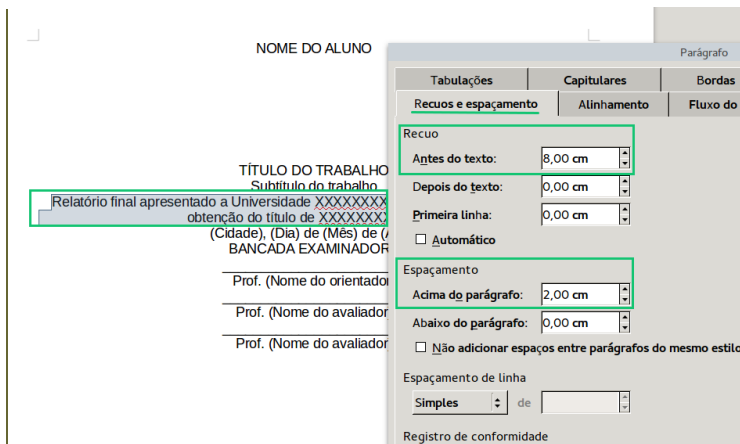 NOME DO ALUNO
TÍTULO DO TRABALHO
Subtítulo do trabalho
Relatório final apresentado a Universidade XXXXXXXX
obtenção do título de XXXXXXXX
(Cidade), (Dia) de (Mês) de (A
BANCADA EXAMINADOR
Prof. (Nome do orientador
Prof. (Nome do avaliador
Prof. (Nome do avaliador
Parágrafo
Tabulações Capitulares Bordas
Recuos e espaçamento Alinhamento Fluxo do
Recuo
Antes do texto: 8,00 cm
Depois do texto: 0,00 cm
Primeira linha: 0,00 cm
Automático
Espaçamento
Acima do parágrafo: 2,00 cm
Abaixo do parágrafo: 0,00 cm
Não adicionar espaços entre parágrafos do mesmo estilo
Espaçamento de linha
Simples de
Registro de conformidade